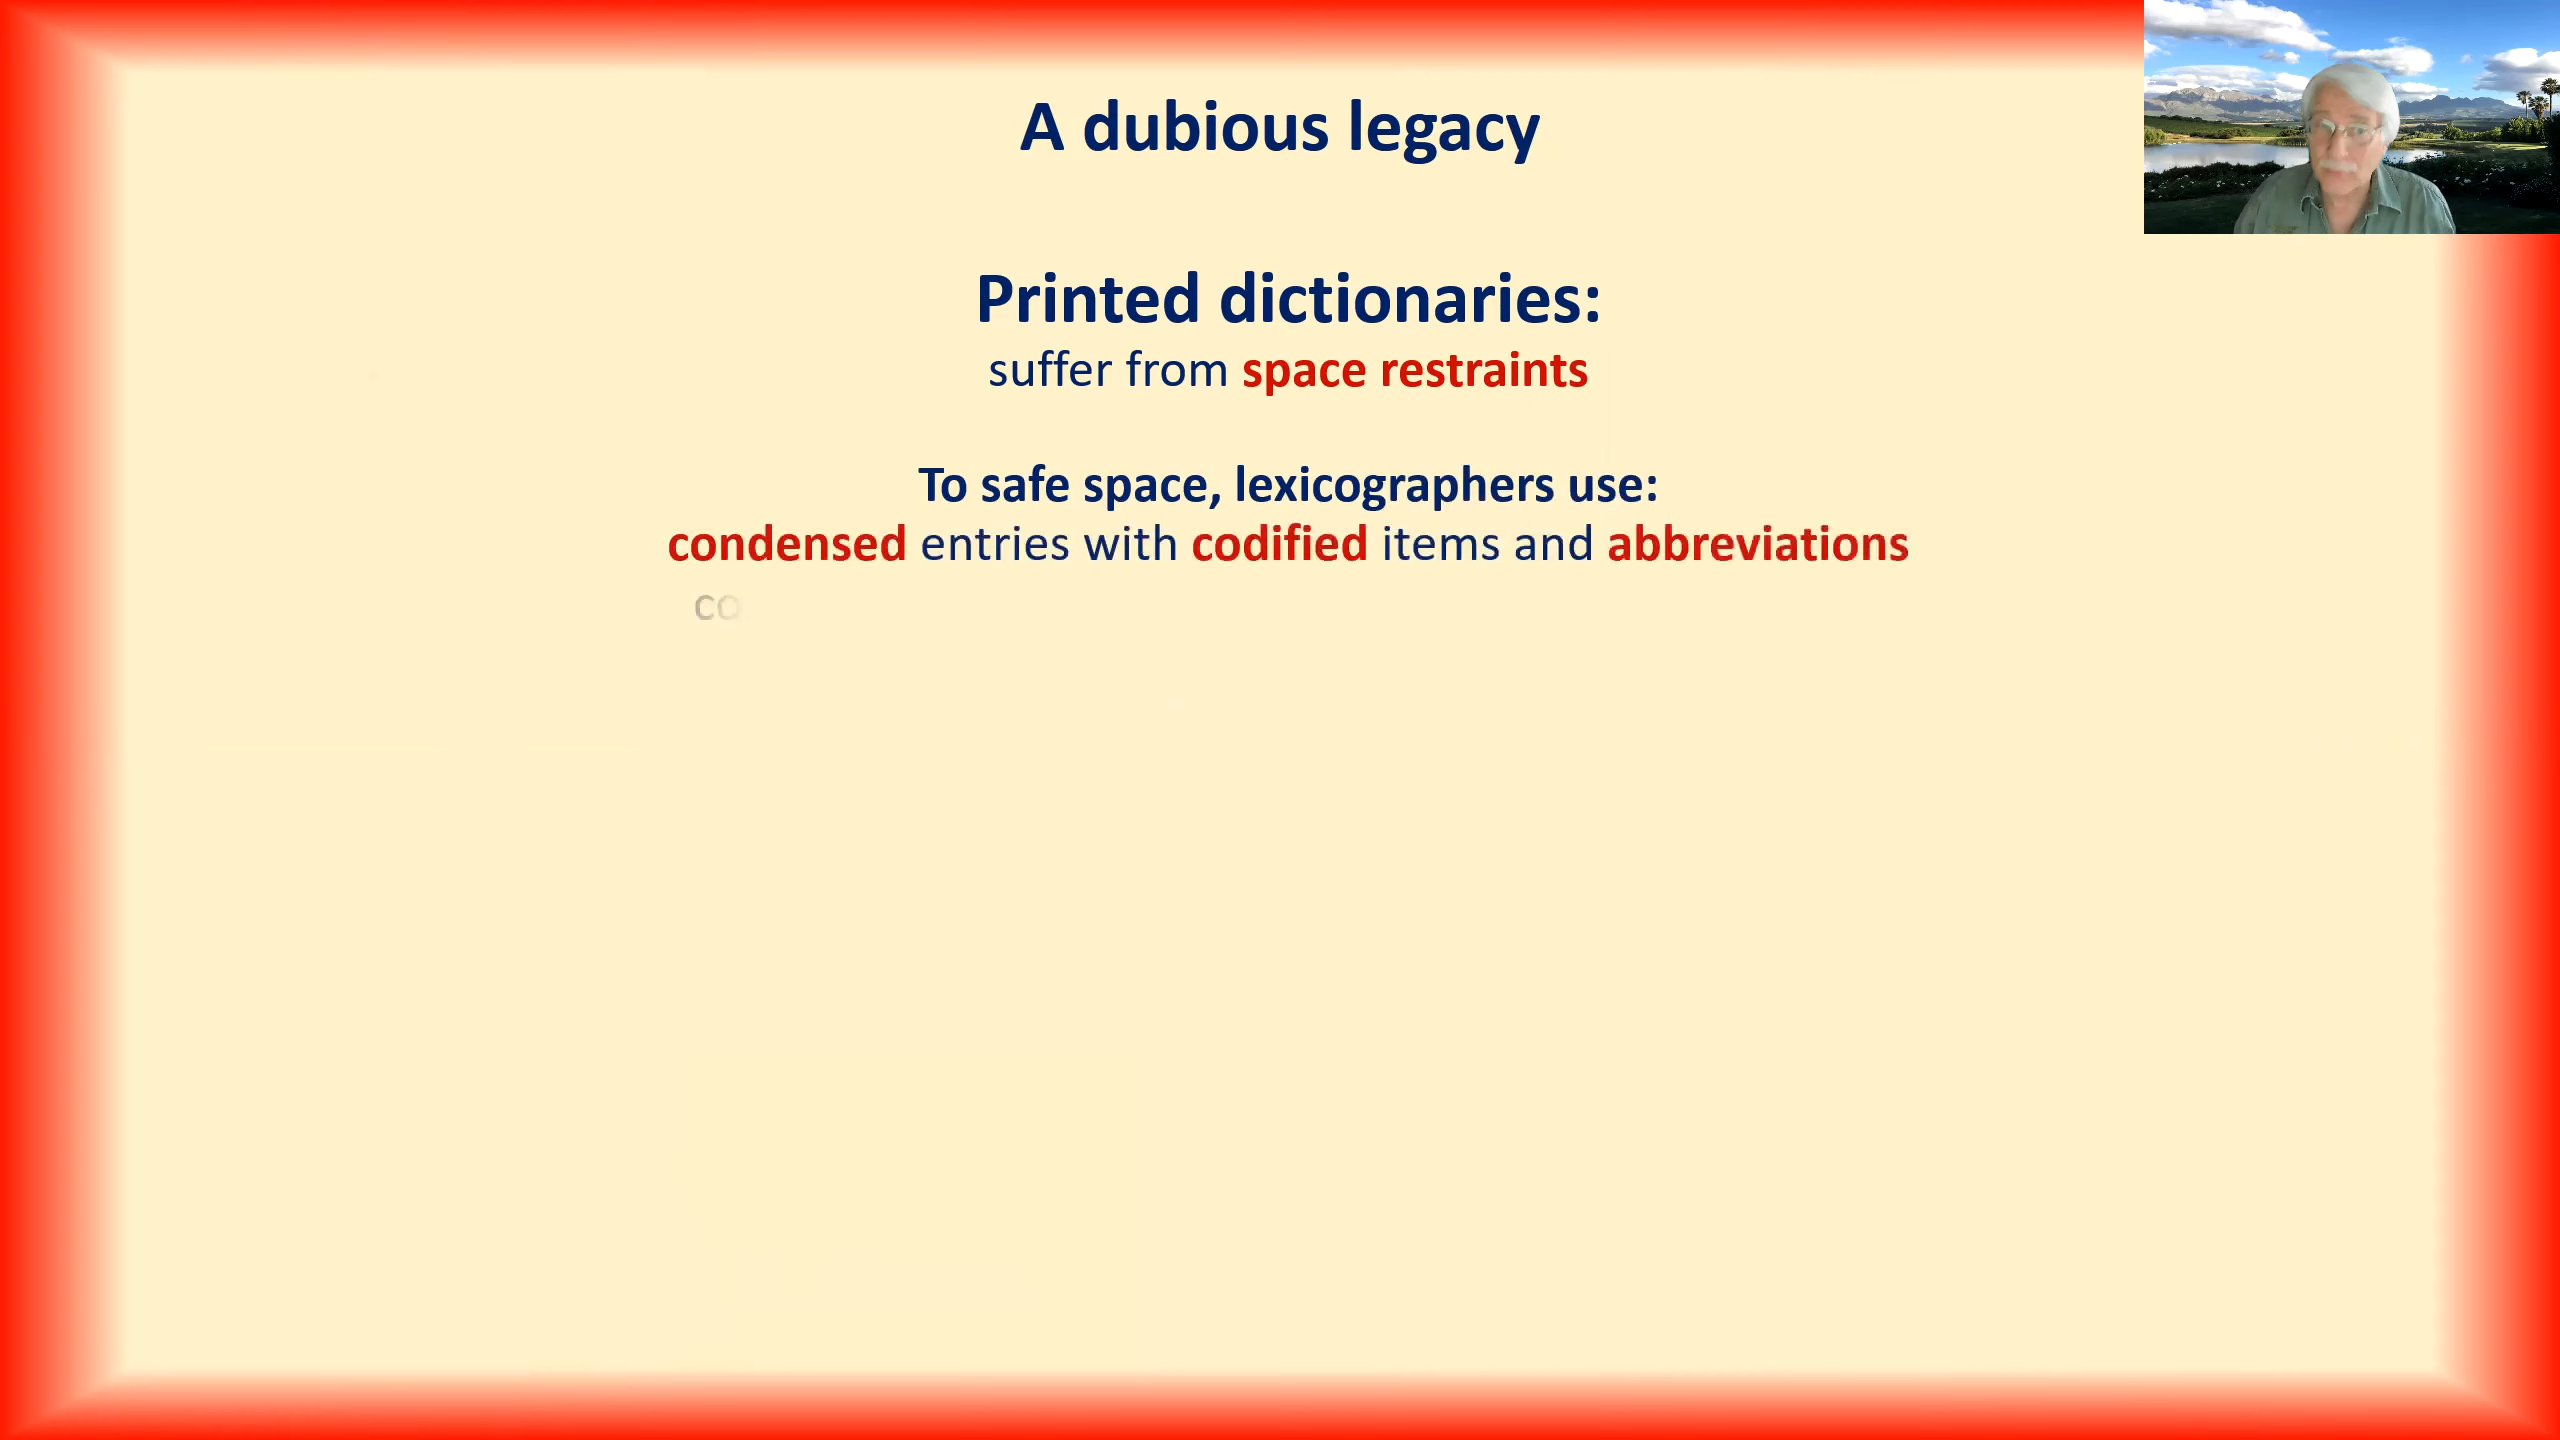 A dubious legacy
Printed dictionaries:
suffer from space restraints
To safe space, lexicographers use:
condensed entries with codified items and abbreviations
co